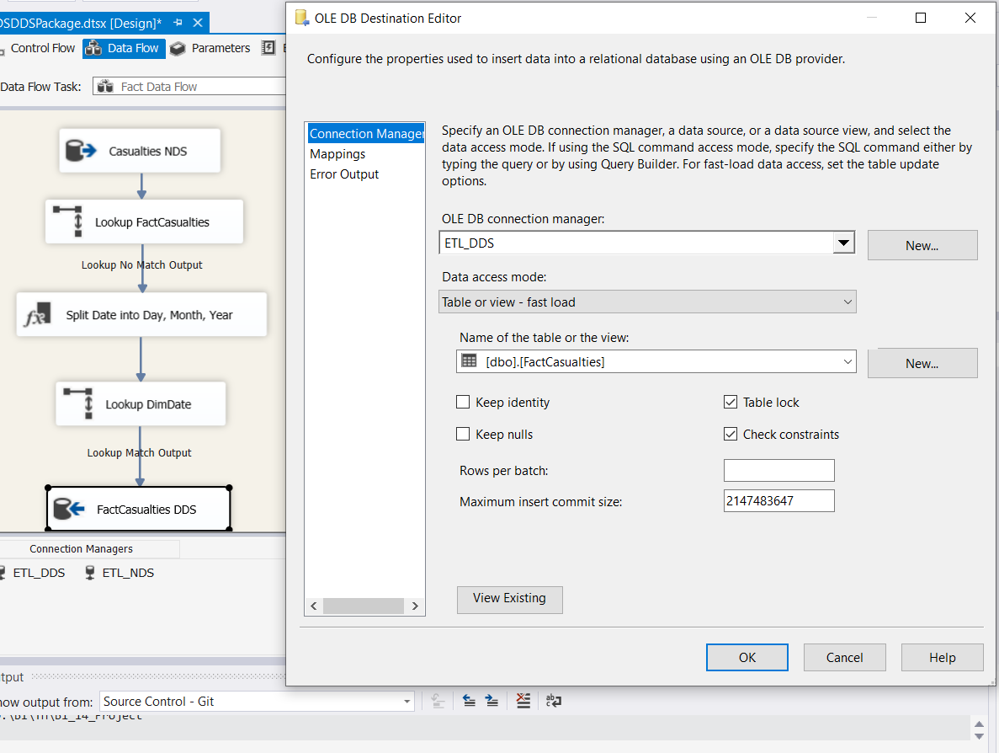 DSDDSPackage.dtsx [Design]*
Control Flow
Data Flow
Parameters
Data Flow Task:
Fact Data Flow
Casualties NDS
Lookup FactCasualties
Lookup No Match Output
Split Date into Day, Month, Year
Lookup DimDate
Lookup Match Output
FactCasualties DDS
Connection Managers
ETL_DDS
ETL_NDS
OLE DB Destination Editor
Configure the properties used to insert data into a relational database using an OLE DB provider.
Connection Manager
Mappings
Error Output
Specify an OLE DB connection manager, a data source, or a data source view, and select the
data access mode. If using the SQL command access mode, specify the SQL command either by
typing the query or by using Query Builder. For fast-load data access, set the table update
options.
OLE DB connection manager:
ETL_DDS
New...
Data access mode:
Table or view - fast load
Name of the table or the view:
[dbo].[FactCasualties]
New...
Keep identity
Table lock
Keep nulls
Check constraints
Rows per batch:
Maximum insert commit size:
2147483647
View Existing
OK
Cancel
Help
tput
now output from:
Source Control - Git